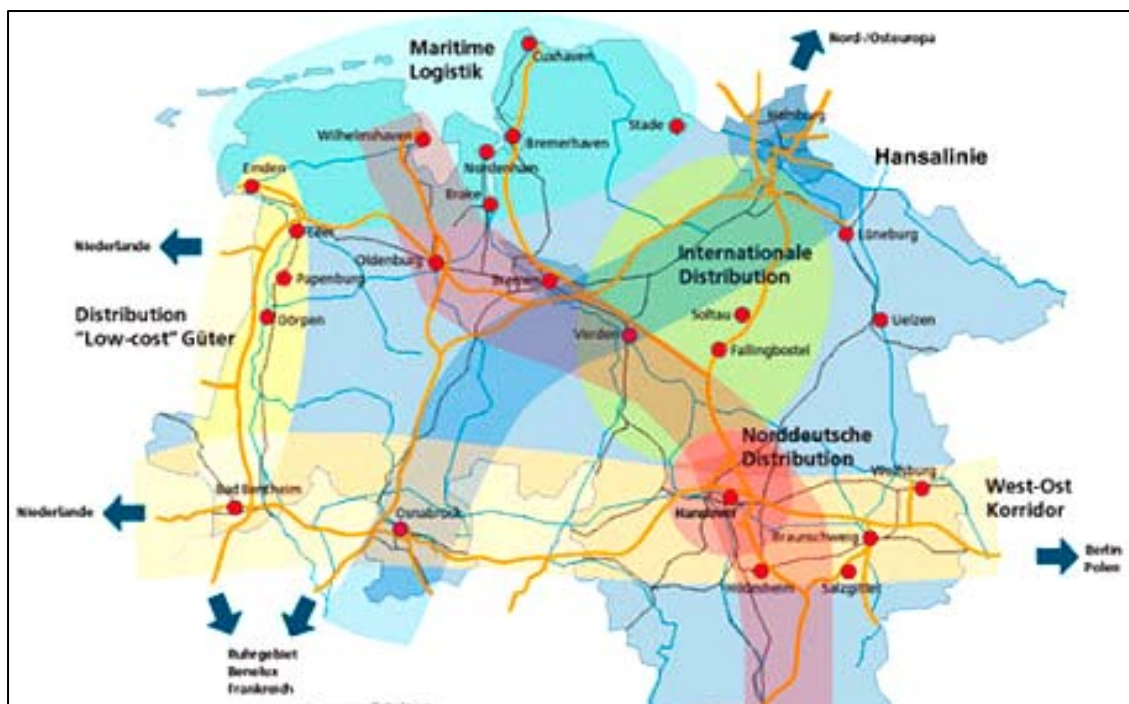 Nord-/Osteuropa
Maritime
Logistik
Cuxhaven
Hamburg
Stade
Wilhelmshaven
Bremerhaven
Hansalinie
Nordenham
Emden
Brake
Lüneburg
Leer
Niederlande
Internationale
Distribution
Oldenburg
Bremen
Papenburg
Distribution
"Low-cost" Güter
Dörpen
Soltau
Uelzen
Verden
Fallingbostel
Norddeutsche
Distribution
Wolfsburg
West-Ost
Korridor
Bad Bentheim
Niederlande
Osnabrück
Hannover
Braunschweig
Berlin
Polen
Hildesheim
Salzgitter
Ruhrgebiet
Benelux
Frankreich